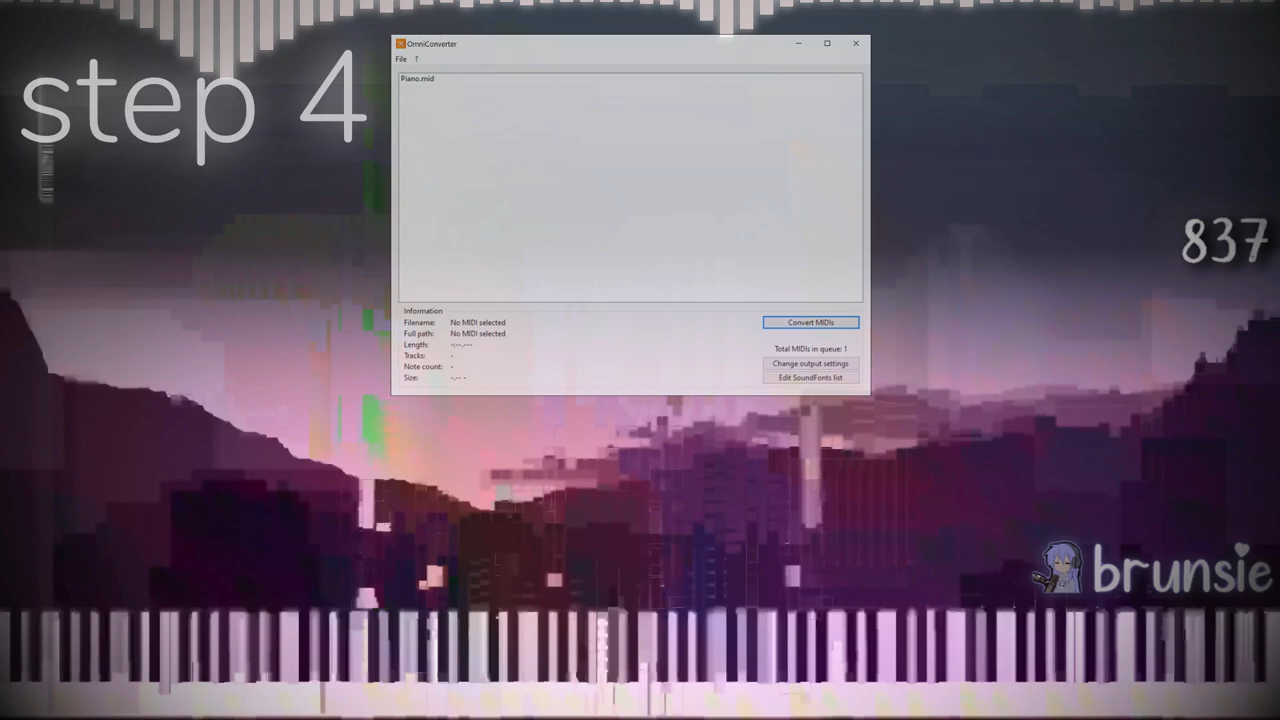 step 4
OmniConverter
File ?
Piano.mid
Information
Filename: No MIDI selected
Full path: No MIDI selected
Length: -:--.---
Tracks: -
Note count: -
Size: -.-- -
Convert MIDIs
Total MIDIs in queue: 1
Change output settings
Edit SoundFonts list
837
brunsie